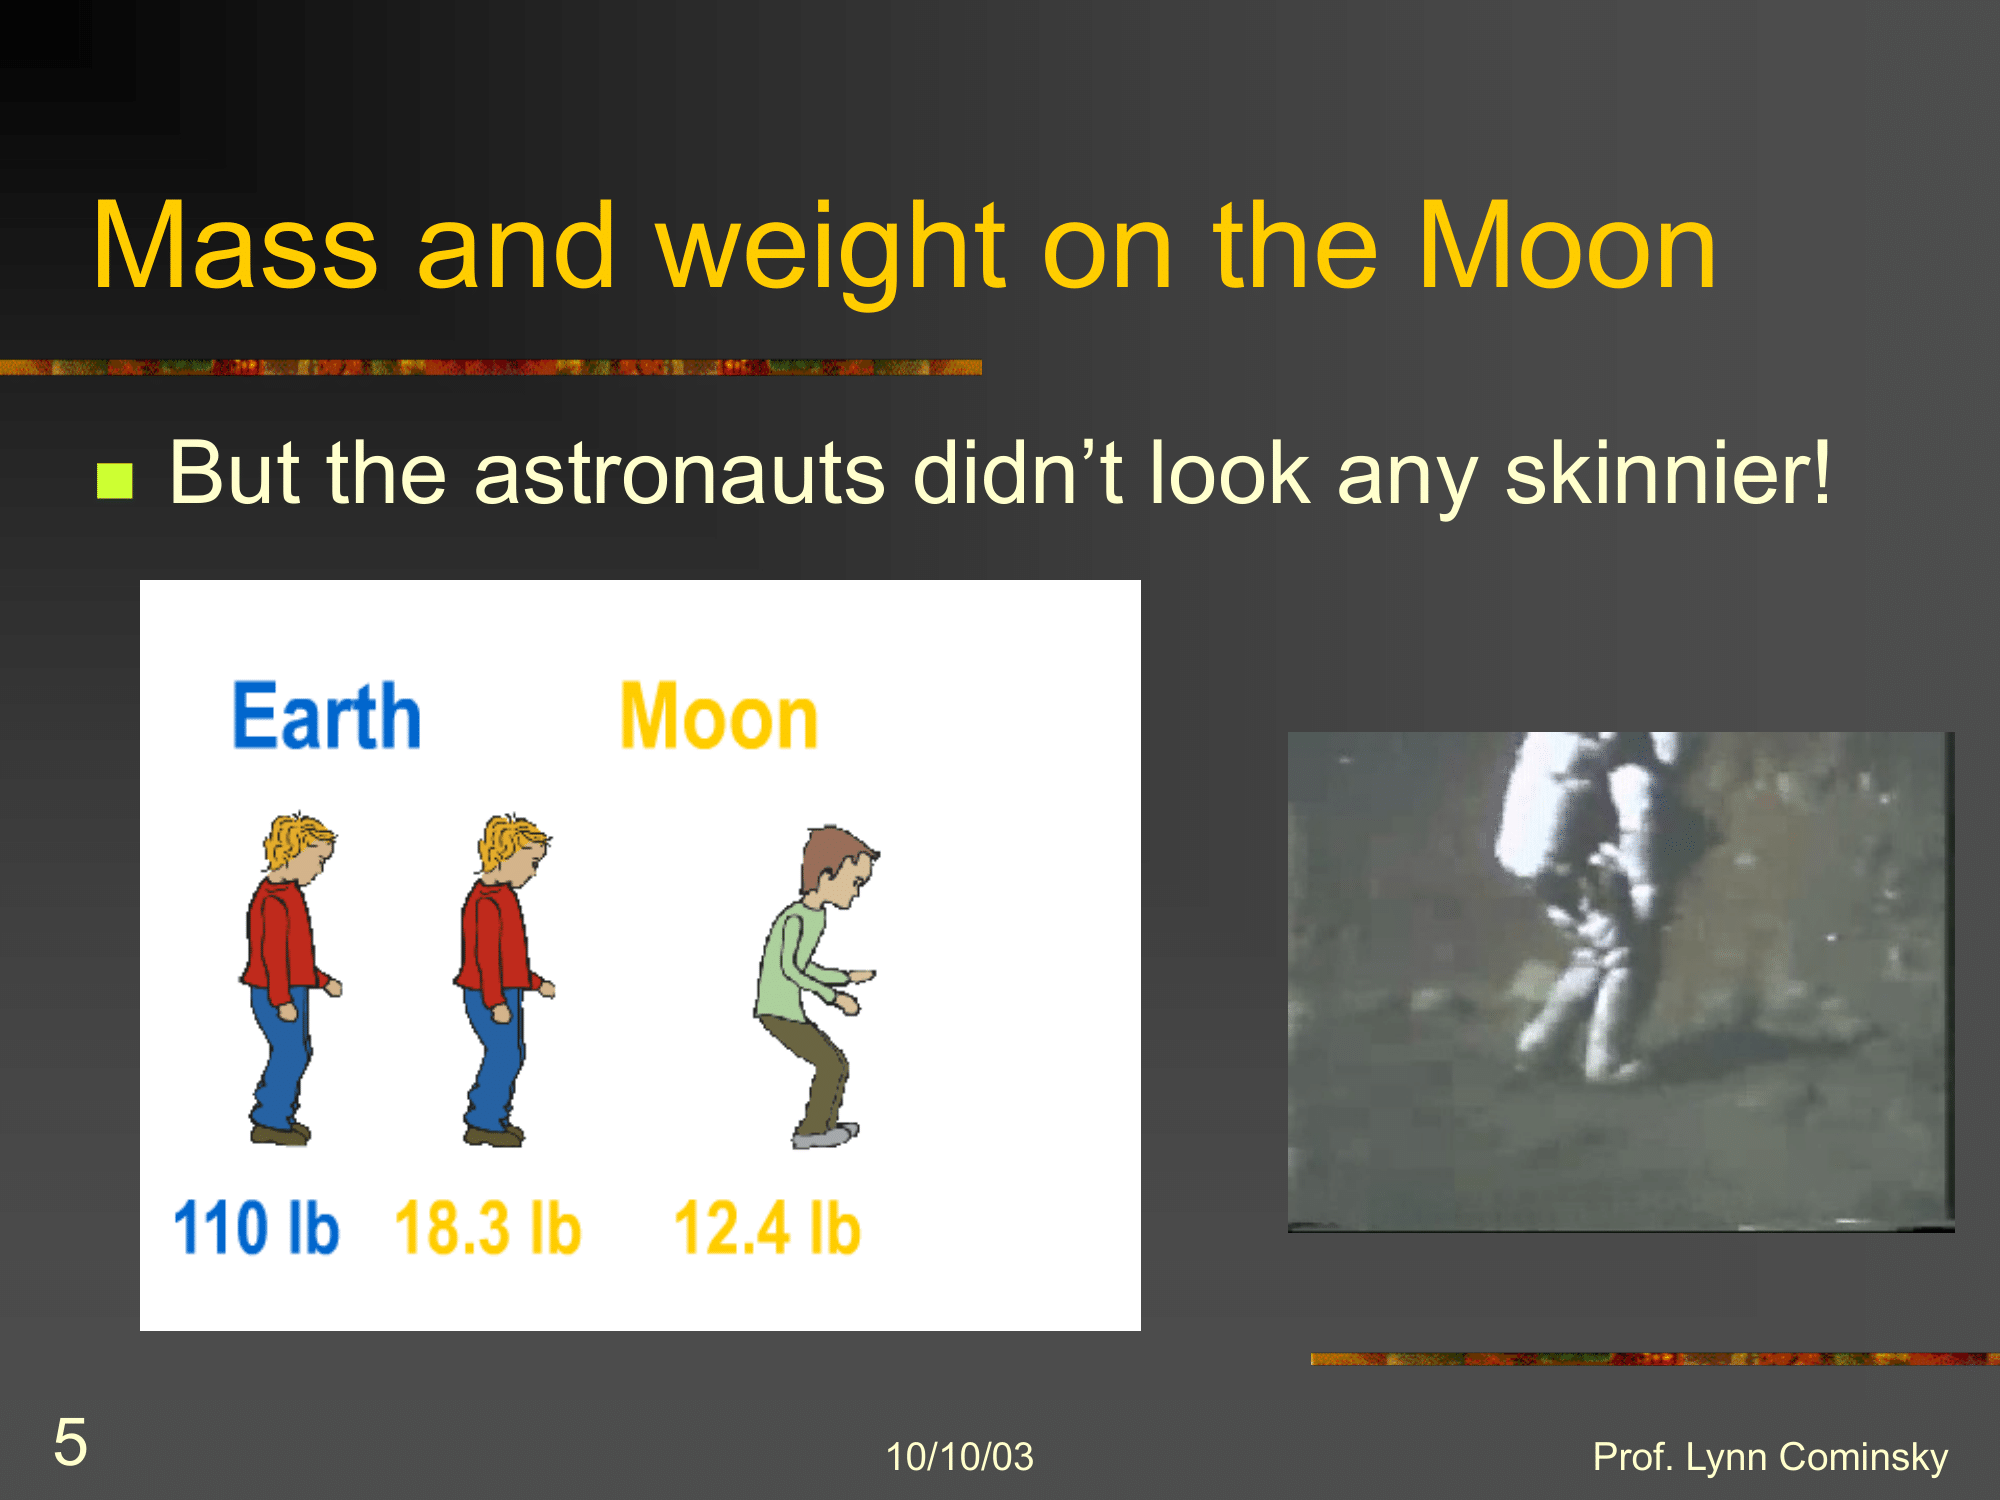 Mass and weight on the Moon
But the astronauts didn’t look any skinnier!
Earth Moon
110 lb 18.3 lb 12.4 lb
5 10/10/03 Prof. Lynn Cominsky